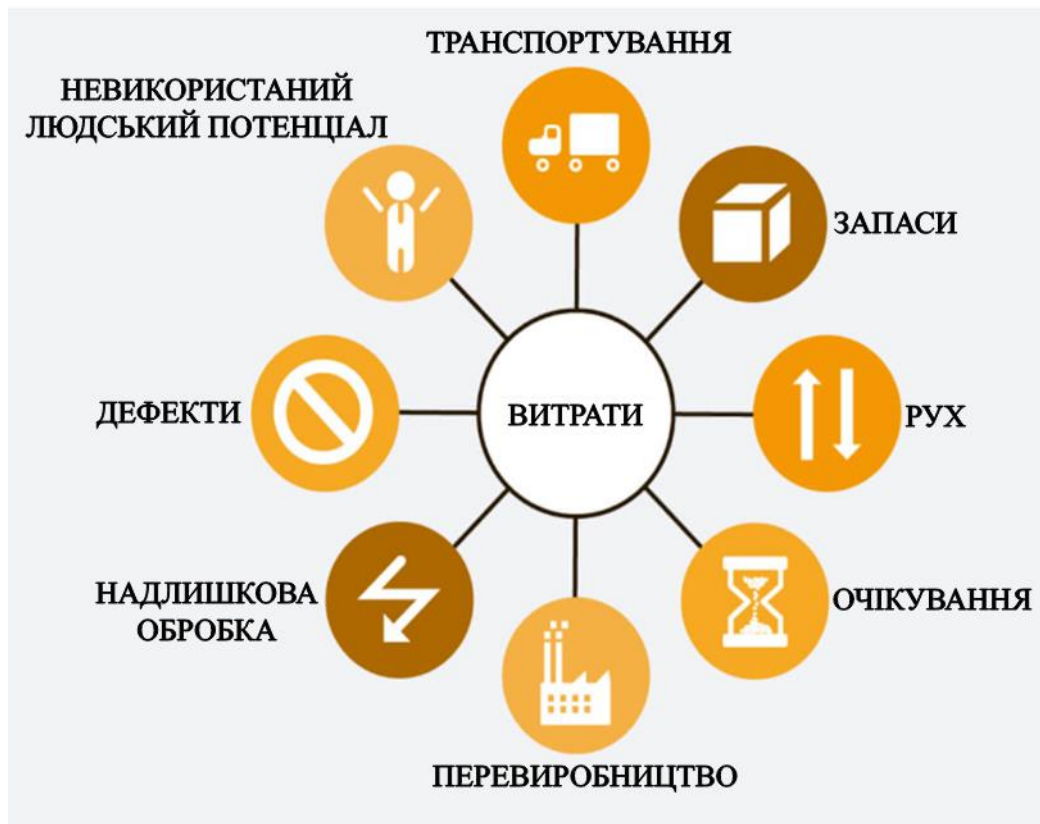 ТРАНСПОРТУВАННЯ
НЕВИКОРИСТАНИЙ
ЛЮДСЬКИЙ ПОТЕНЦІАЛ
ЗАПАСИ
ДЕФЕКТИ
ВИТРАТИ
РУХ
НАДЛИШКОВА
ОБРОБКА
ОЧІКУВАННЯ
ПЕРЕВИРОБНИЦТВО